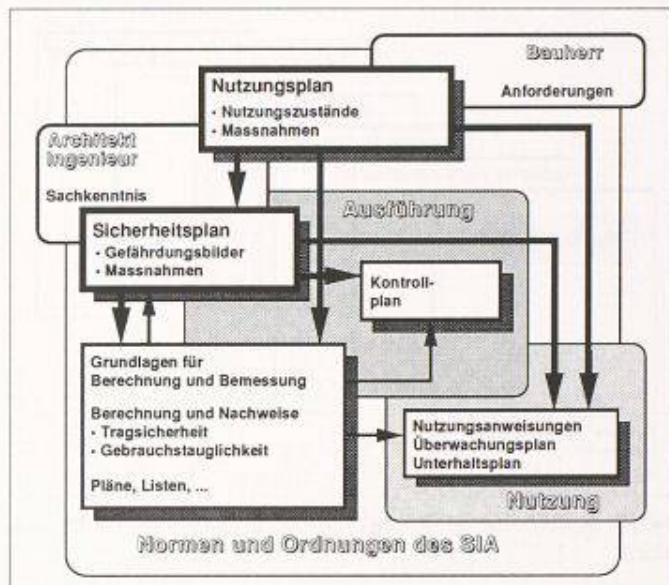 Bauherr
Anforderungen
Nutzungsplan
- Nutzungszustände
- Massnahmen
Architekt
Ingenieur
Sachkenntnis
Sicherheitsplan
- Gefährdungsbilder
- Massnahmen
Ausführung
Kontroll-
plan
Grundlagen für
Berechnung und Bemessung
Berechnung und Nachweise
- Tragsicherheit
- Gebrauchstauglichkeit
Pläne, Listen, ...
Nutzungsanweisungen
Überwachungsplan
Unterhaltsplan
Nutzung
Normen und Ordnungen des SIA